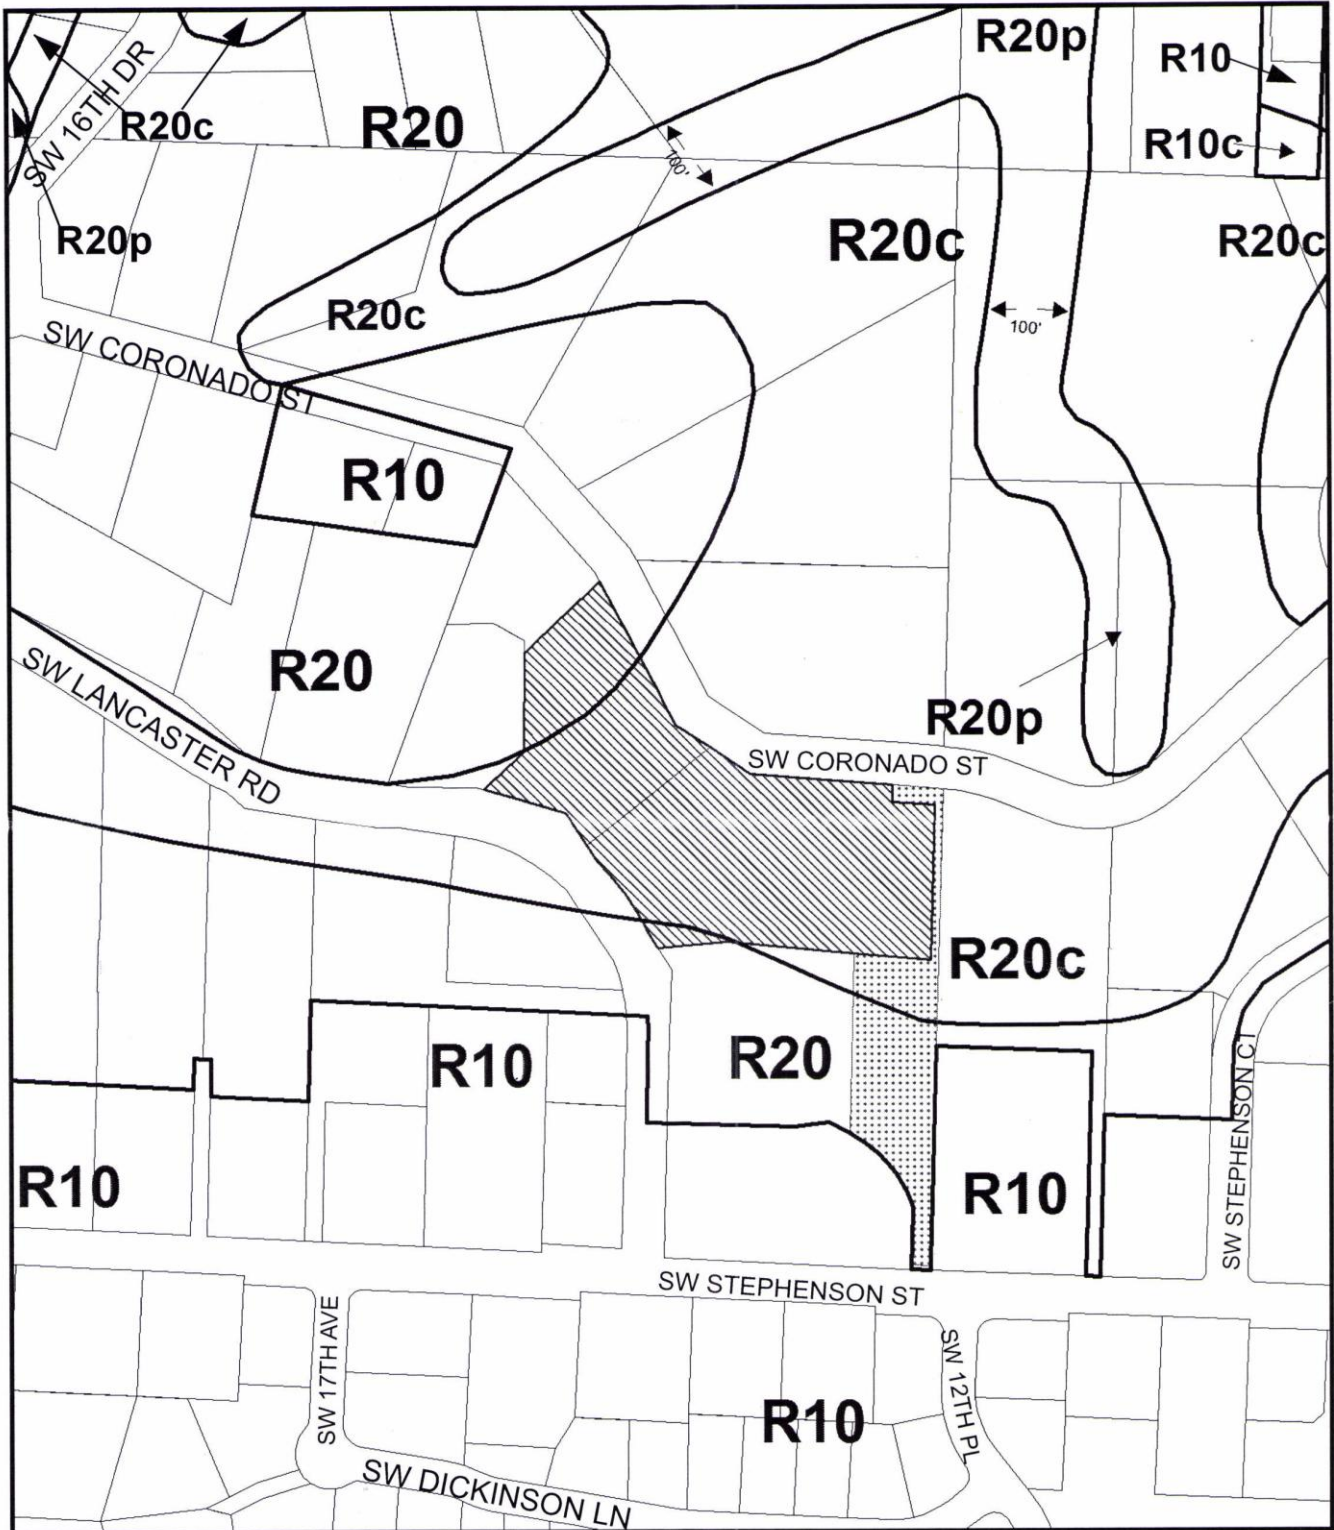 R20p
R10
SW 16TH DR
R20c
R20
R10c
100'
R20p
R20c
R20c
R20c
100'
SW CORONADO ST
R10
R20
SW LANCASTER RD
R20p
SW CORONADO ST
R20c
R20
R10
SW STEPHENSON CT
R10
R10
SW STEPHENSON ST
SW 17TH AVE
SW 12TH PL
R10
SW DICKINSON LN